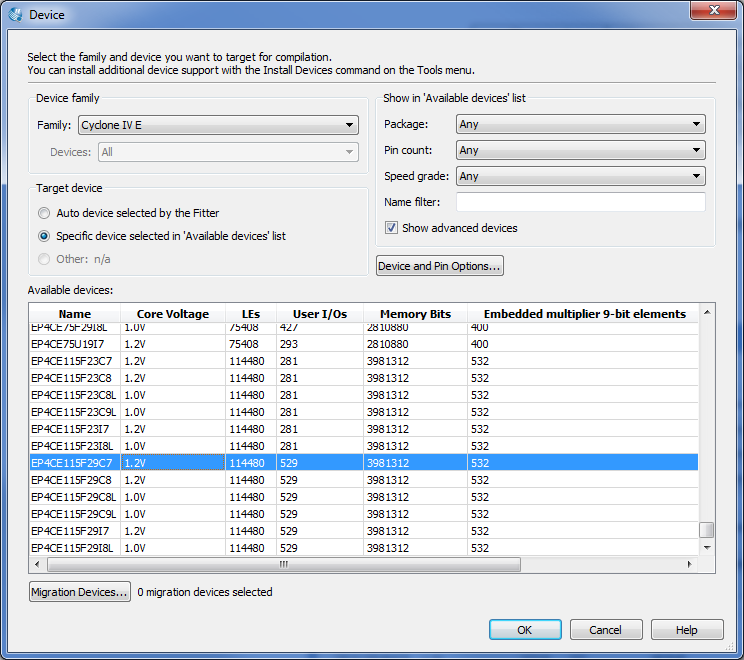 Device
Select the family and device you want to target for compilation.
You can install additional device support with the Install Devices command on the Tools menu.
Device family
Family: Cyclone IV E
Devices: All
Show in 'Available devices' list
Package: Any
Pin count: Any
Speed grade: Any
Name filter:
Show advanced devices
Target device
Auto device selected by the Fitter
Specific device selected in 'Available devices' list
Other: n/a
Device and Pin Options...
Available devices:
Name Core Voltage LEs User I/Os Memory Bits Embedded multiplier 9-bit elements
EP4CE75F29I8L 1.0V 75408 427 2810880 400
EP4CE75U19I7 1.2V 75408 293 2810880 400
EP4CE115F23C7 1.2V 114480 281 3981312 532
EP4CE115F23C8 1.2V 114480 281 3981312 532
EP4CE115F23C8L 1.0V 114480 281 3981312 532
EP4CE115F23C9L 1.0V 114480 281 3981312 532
EP4CE115F23I7 1.2V 114480 281 3981312 532
EP4CE115F23I8L 1.0V 114480 281 3981312 532
EP4CE115F29C7 1.2V 114480 529 3981312 532
EP4CE115F29C8 1.2V 114480 529 3981312 532
EP4CE115F29C8L 1.0V 114480 529 3981312 532
EP4CE115F29C9L 1.0V 114480 529 3981312 532
EP4CE115F29I7 1.2V 114480 529 3981312 532
EP4CE115F29I8L 1.0V 114480 529 3981312 532
Migration Devices... 0 migration devices selected
OK Cancel Help